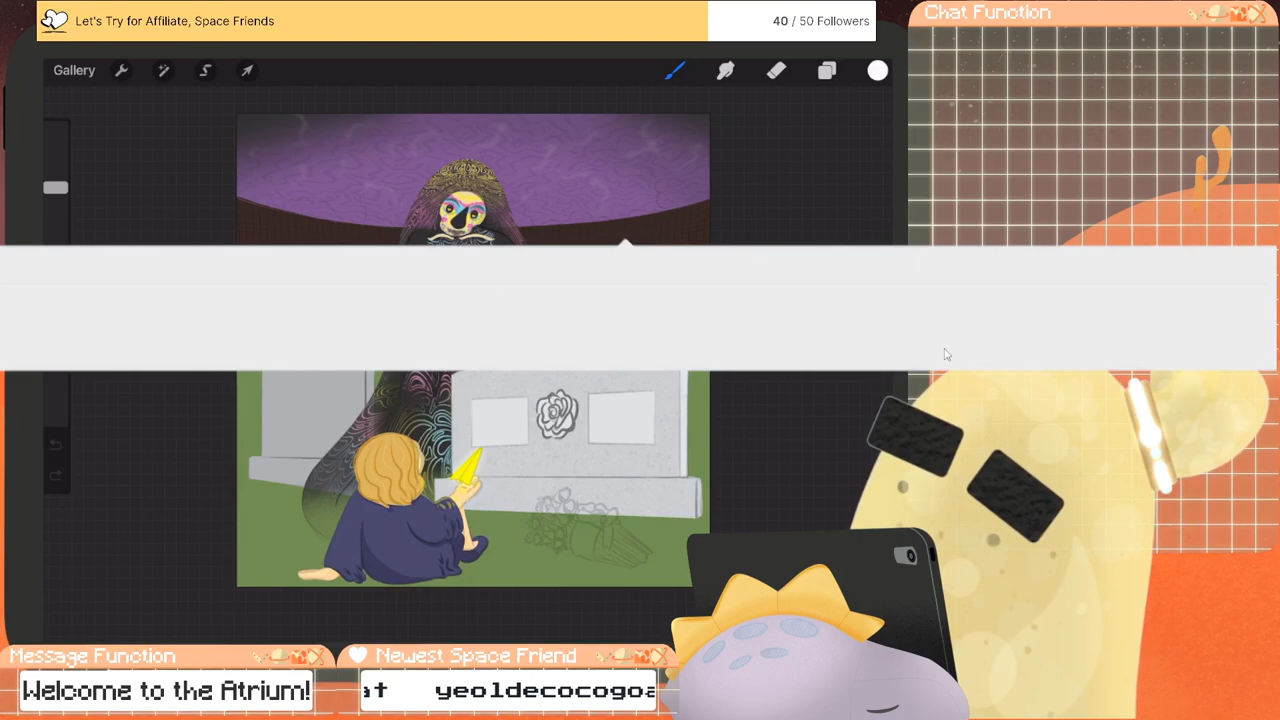 Let's Try for Affiliate, Space Friends
40 / 50 Followers
Chat Function
Gallery
Message Function
Newest Space Friend
Welcome to the Atrium!
at yeoldecocogoa